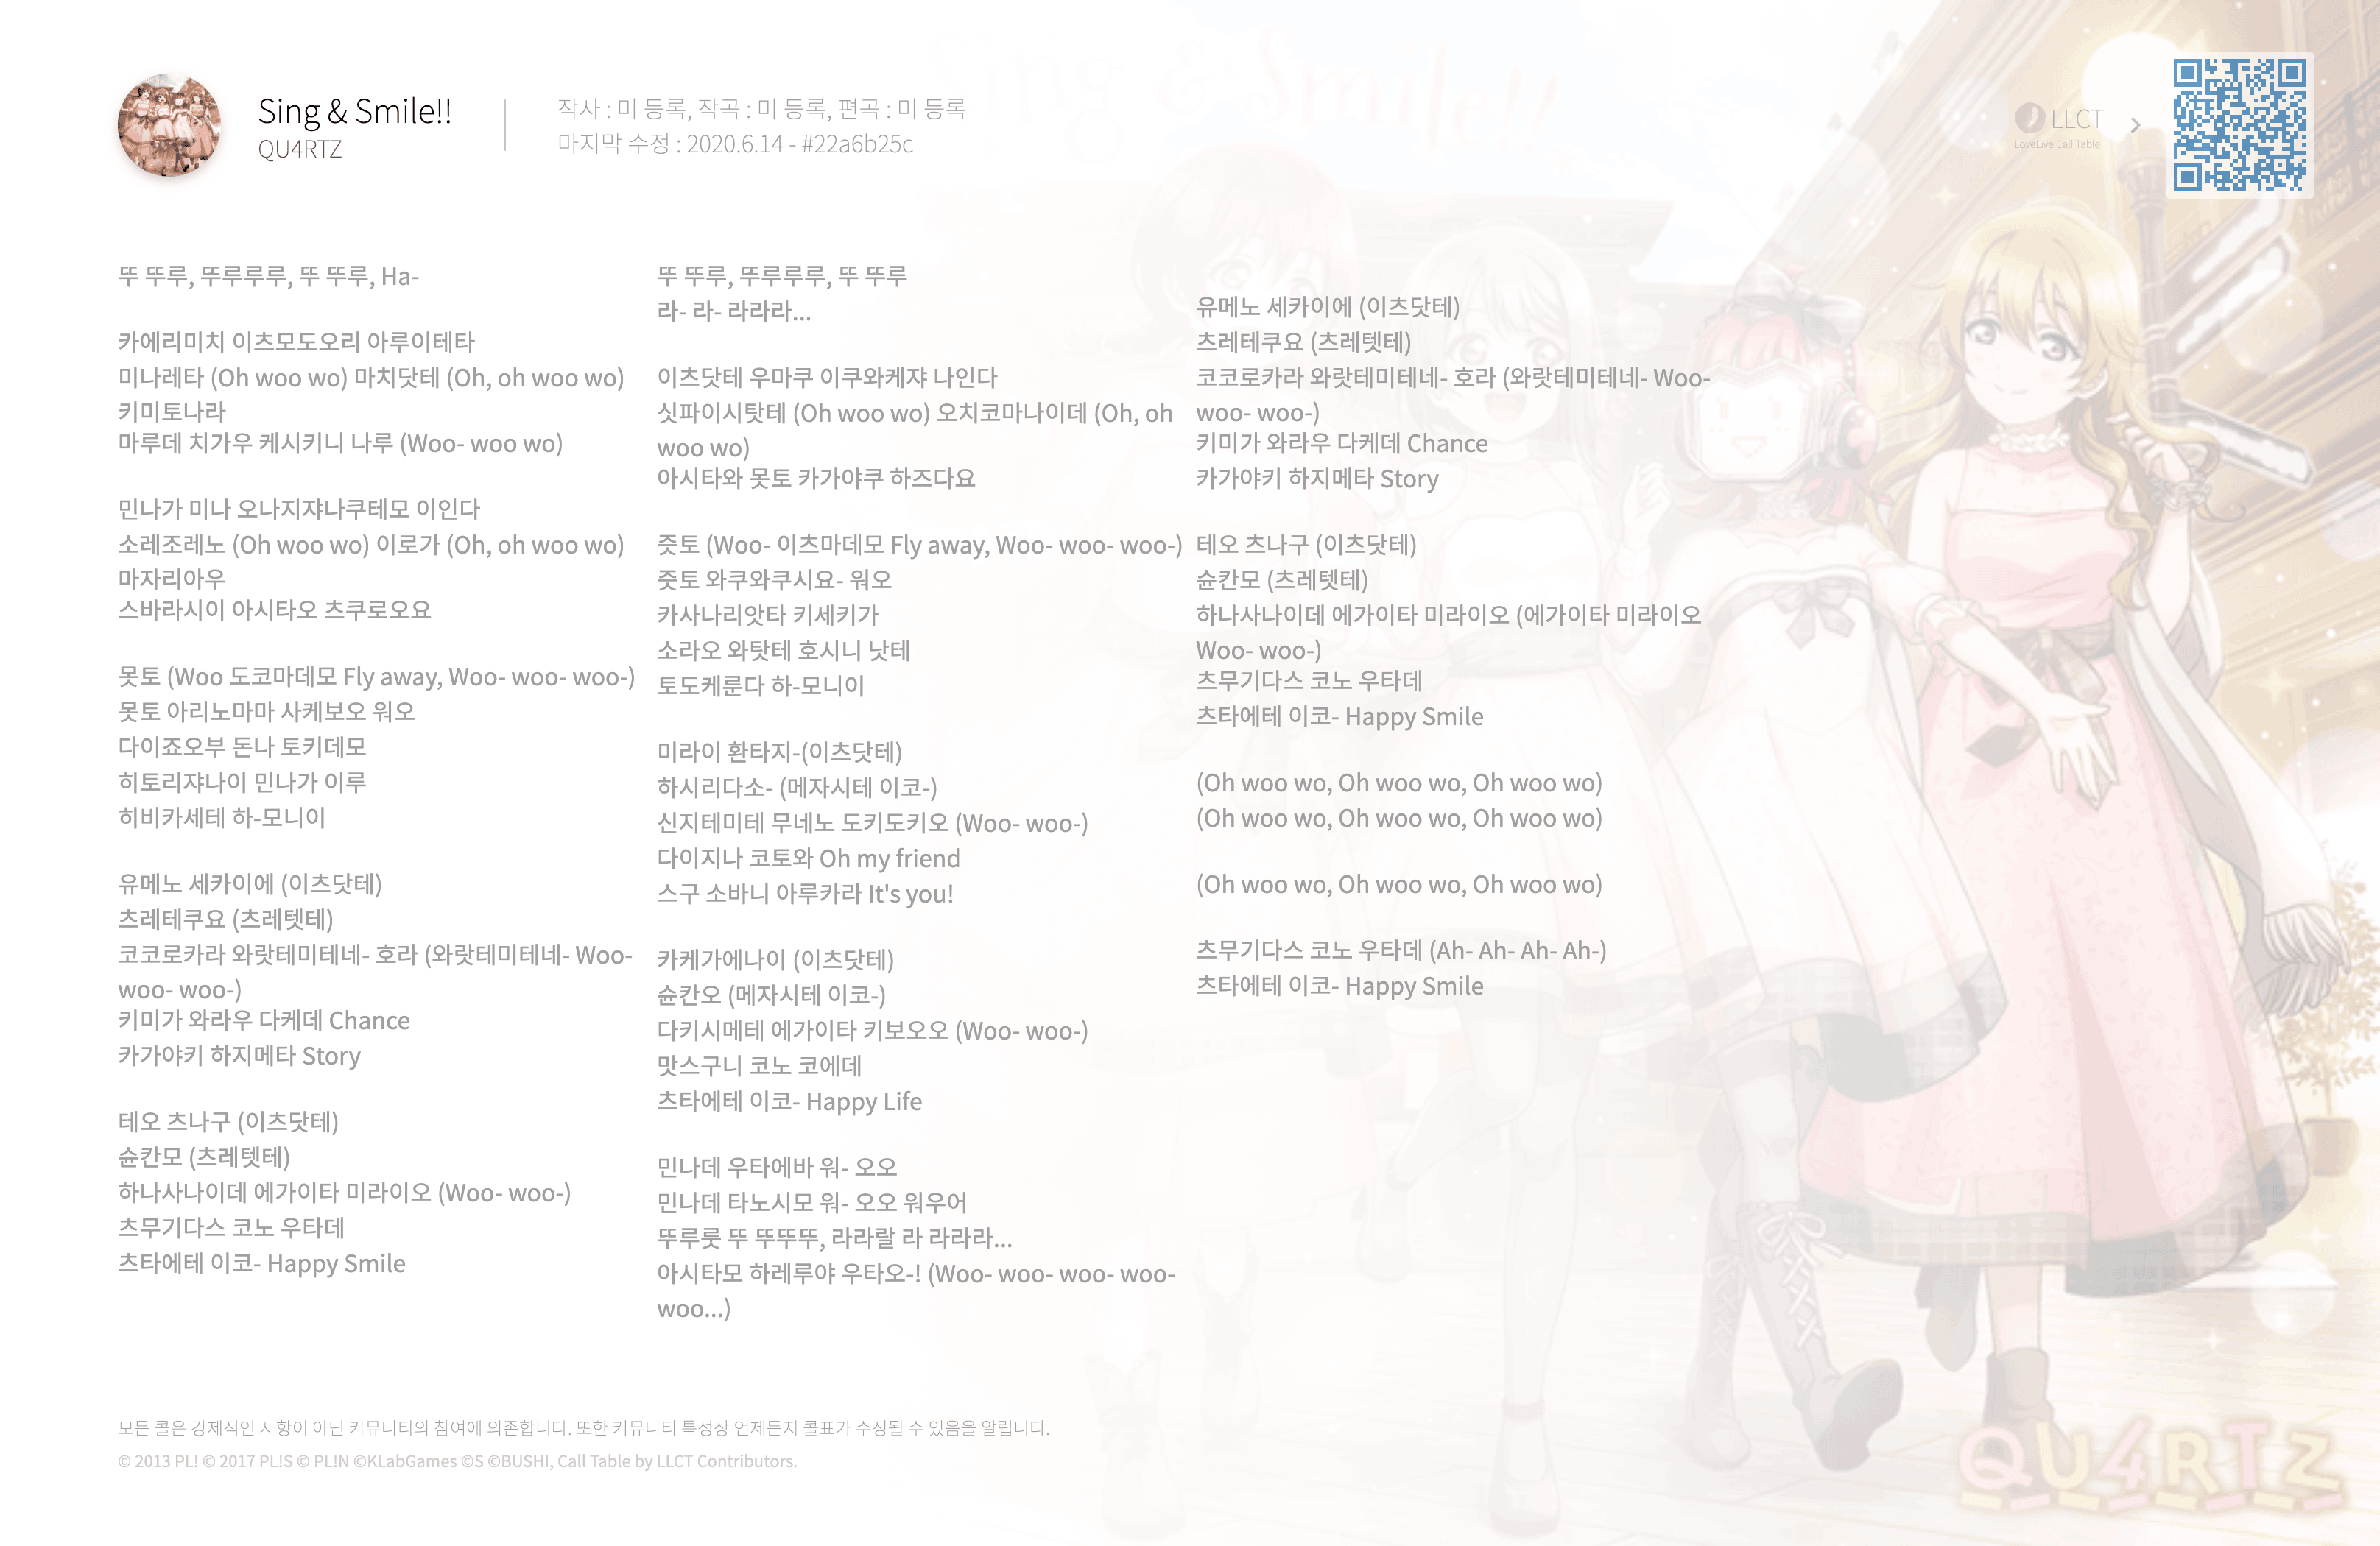 Sing & Smile!!
QU4RTZ
작사 : 미 등록, 작곡 : 미 등록, 편곡 : 미 등록
마지막 수정 : 2020.6.14 - #22a6b25c
LLCT
LoveLive Call Table
뚜 뚜루, 뚜루루루, 뚜 뚜루, Ha-
카에리미치 이츠모도오리 아루이테타
미나레타 (Oh woo wo) 마치닷테 (Oh, oh woo wo)
키미토나라
마루데 치가우 케시키니 나루 (Woo- woo wo)
민나가 미나 오나지쟈나쿠테모 이인다
소레조레노 (Oh woo wo) 이로가 (Oh, oh woo wo)
마자리아우
스바라시이 아시타오 츠쿠로오요
못토 (Woo 도코마데모 Fly away, Woo- woo- woo-)
못토 아리노마마 사케보오 워오
다이죠오부 돈나 토키데모
히토리쟈나이 민나가 이루
히비카세테 하-모니이
유메노 세카이에 (이츠닷테)
츠레테쿠요 (츠레텟테)
코코로카라 와랏테미테네- 호라 (와랏테미테네- Woo-
woo- woo-)
키미가 와라우 다케데 Chance
카가야키 하지메타 Story
테오 츠나구 (이츠닷테)
슌칸모 (츠레텟테)
하나사나이데 에가이타 미라이오 (Woo- woo-)
츠무기다스 코노 우타데
츠타에테 이코- Happy Smile
뚜 뚜루, 뚜루루루, 뚜 뚜루
라- 라- 라라라...
이츠닷테 우마쿠 이쿠와케쟈 나인다
싯파이시탓테 (Oh woo wo) 오치코마나이데 (Oh, oh
woo wo)
아시타와 못토 카가야쿠 하즈다요
즛토 (Woo- 이츠마데모 Fly away, Woo- woo- woo-)
즛토 와쿠와쿠시요- 워오
카사나리앗타 키세키가
소라오 와탓테 호시니 낫테
토도케룬다 하-모니이
미라이 환타지-(이츠닷테)
하시리다소- (메자시테 이코-)
신지테미테 무네노 도키도키오 (Woo- woo-)
다이지나 코토와 Oh my friend
스구 소바니 아루카라 It's you!
카케가에나이 (이츠닷테)
슌칸오 (메자시테 이코-)
다키시메테 에가이타 키보오오 (Woo- woo-)
맛스구니 코노 코에데
츠타에테 이코- Happy Life
민나데 우타에바 워- 오오
민나데 타노시모 워- 오오 워우어
뚜루룻 뚜 뚜뚜뚜, 라라랄 라 라라라...
아시타모 하레루야 우타오-! (Woo- woo- woo- woo-
woo...)
유메노 세카이에 (이츠닷테)
츠레테쿠요 (츠레텟테)
코코로카라 와랏테미테네- 호라 (와랏테미테네- Woo-
woo- woo-)
키미가 와라우 다케데 Chance
카가야키 하지메타 Story
테오 츠나구 (이츠닷테)
슌칸모 (츠레텟테)
하나사나이데 에가이타 미라이오 (에가이타 미라이오
Woo- woo-)
츠무기다스 코노 우타데
츠타에테 이코- Happy Smile
(Oh woo wo, Oh woo wo, Oh woo wo)
(Oh woo wo, Oh woo wo, Oh woo wo)
(Oh woo wo, Oh woo wo, Oh woo wo)
츠무기다스 코노 우타데 (Ah- Ah- Ah- Ah-)
츠타에테 이코- Happy Smile
모든 콜은 강제적인 사항이 아닌 커뮤니티의 참여에 의존합니다. 또한 커뮤니티 특성상 언제든지 콜표가 수정될 수 있음을 알립니다.
© 2013 PL! © 2017 PL!S © PL!N ©KLabGames ©S ©BUSHI, Call Table by LLCT Contributors.
QU4RTZ